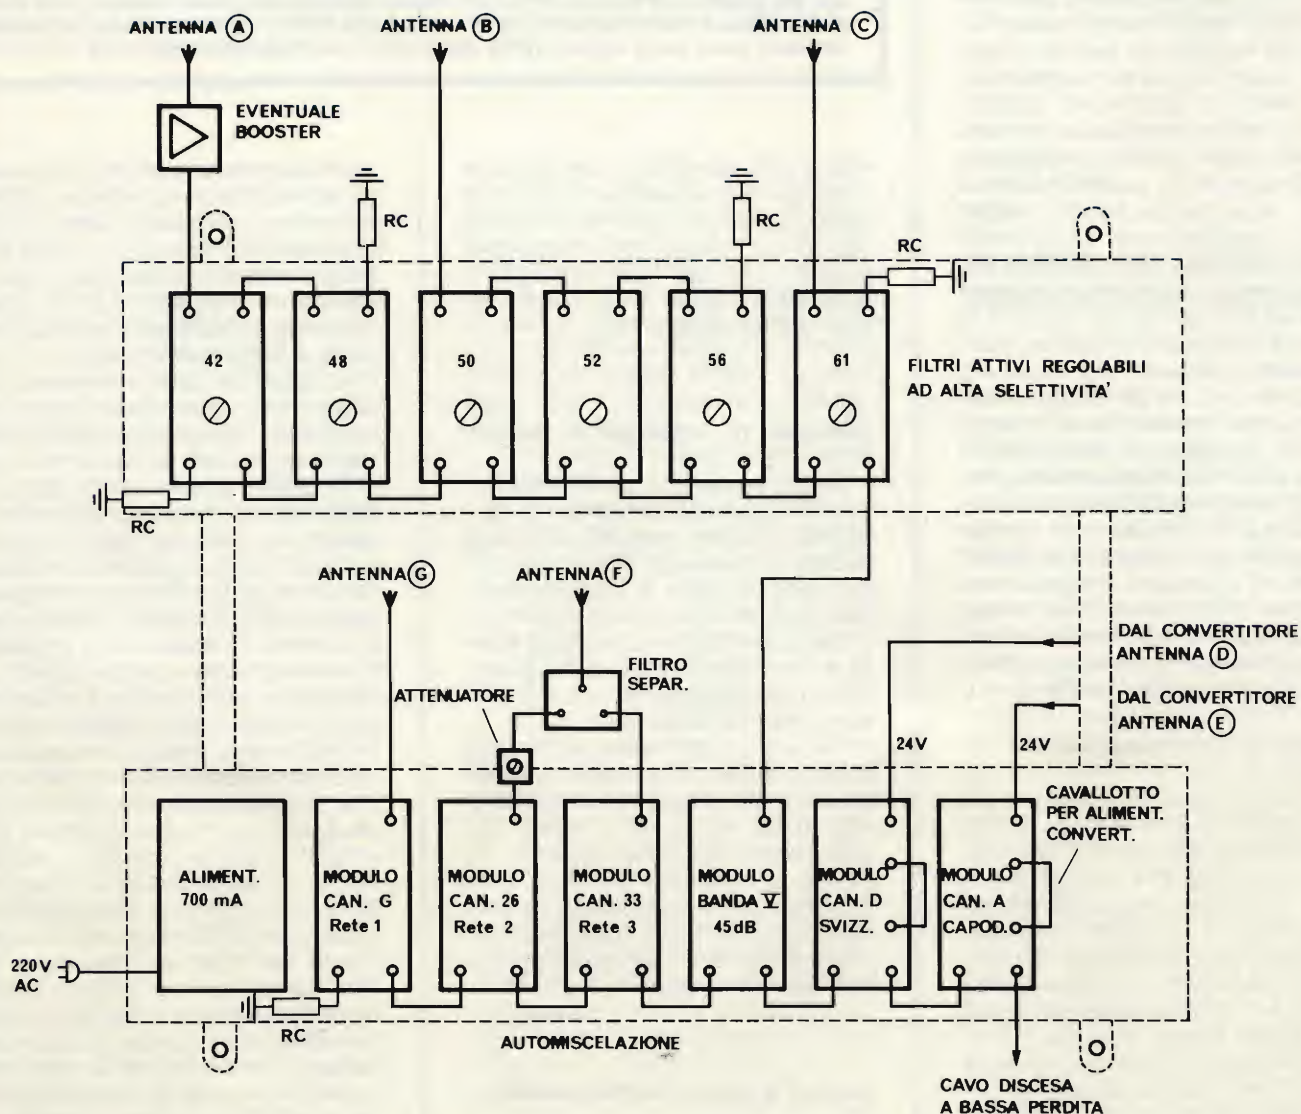 ANTENNA A
ANTENNA B
ANTENNA C
EVENTUALE
BOOSTER
RC
RC
RC
42
48
50
52
56
61
FILTRI ATTIVI REGOLABILI
AD ALTA SELETTIVITA'
RC
ANTENNA G
ANTENNA F
FILTRO
SEPAR.
ATTENUATORE
DAL CONVERTITORE
ANTENNA D
DAL CONVERTITORE
ANTENNA E
24V
24V
CAVALLOTTO
PER ALIMENT.
CONVERT.
ALIMENT.
700 mA
MODULO
CAN. G
Rete 1
MODULO
CAN. 26
Rete 2
MODULO
CAN. 33
Rete 3
MODULO
BANDA V
45dB
MODULO
CAN. D
SVIZZ.
MODULO
CAN. A
CAPOD.
220V
AC
RC
AUTOMISCELAZIONE
CAVO DISCESA
A BASSA PERDITA